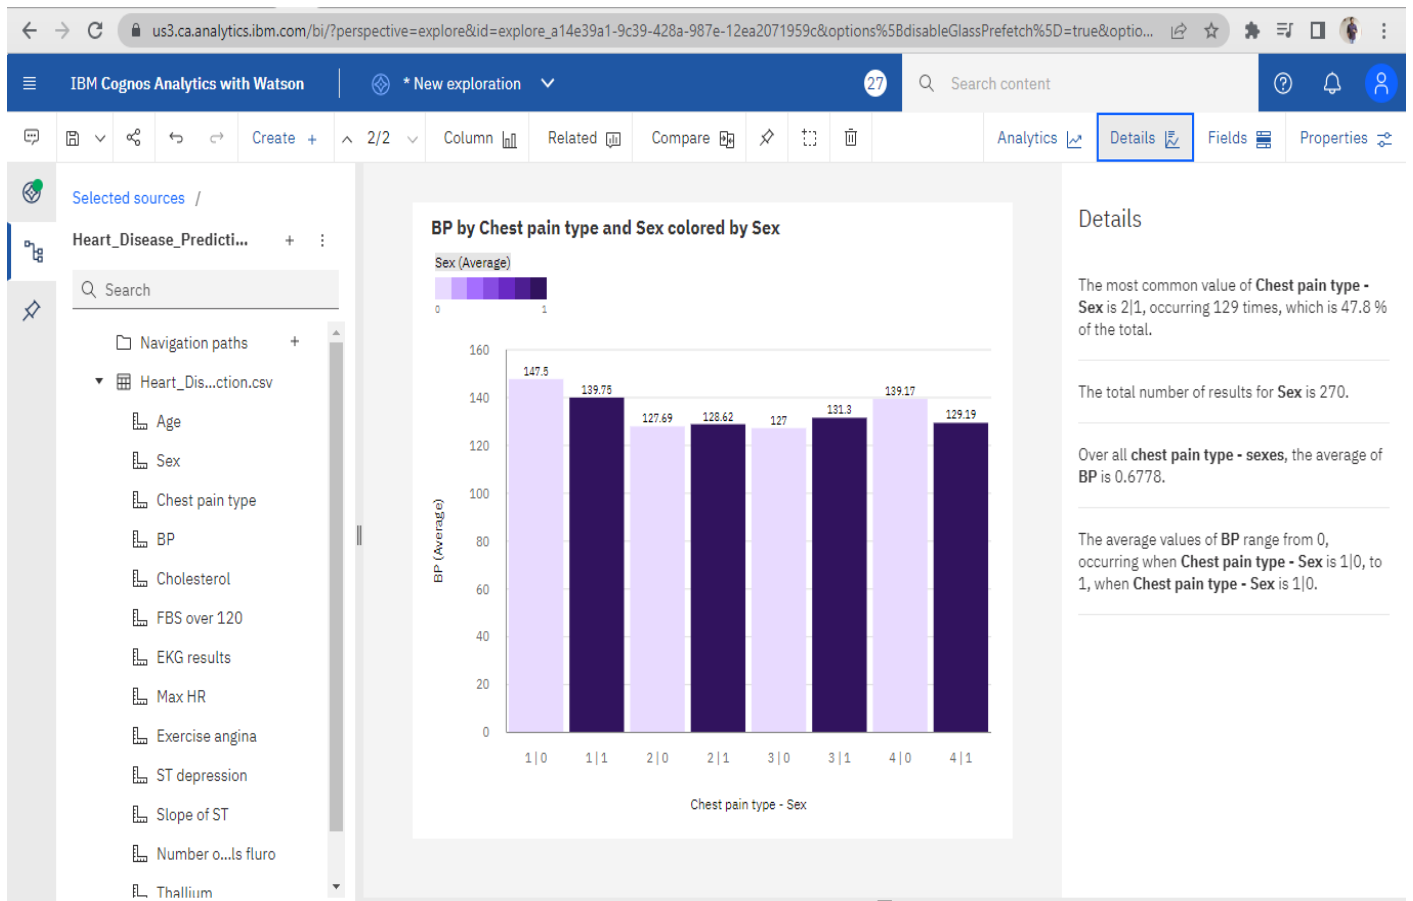 us3.ca.analytics.ibm.com/bi/?perspective=explore&id=explore_a14e39a1-9c39-428a-987e-12ea2071959c&options%5BdisableGlassPrefetch%5D=true&optio...
IBM Cognos Analytics with Watson
* New exploration
27
Search content
Create +
2/2
Column
Related
Compare
Analytics
Details
Fields
Properties
Selected sources /
Heart_Disease_Predicti...
Search
Navigation paths
Heart_Dis...ction.csv
Age
Sex
Chest pain type
BP
Cholesterol
FBS over 120
EKG results
Max HR
Exercise angina
ST depression
Slope of ST
Number o...ls fluro
Thallium
BP by Chest pain type and Sex colored by Sex
Sex (Average)
0 1
BP (Average)
160
140
120
100
80
60
40
20
0
147.5
139.75
127.69
128.62
127
131.3
139.17
129.19
1|0 1|1 2|0 2|1 3|0 3|1 4|0 4|1
Chest pain type - Sex
Details
The most common value of Chest pain type -
Sex is 2|1, occurring 129 times, which is 47.8 %
of the total.
The total number of results for Sex is 270.
Over all chest pain type - sexes, the average of
BP is 0.6778.
The average values of BP range from 0,
occurring when Chest pain type - Sex is 1|0, to
1, when Chest pain type - Sex is 1|0.